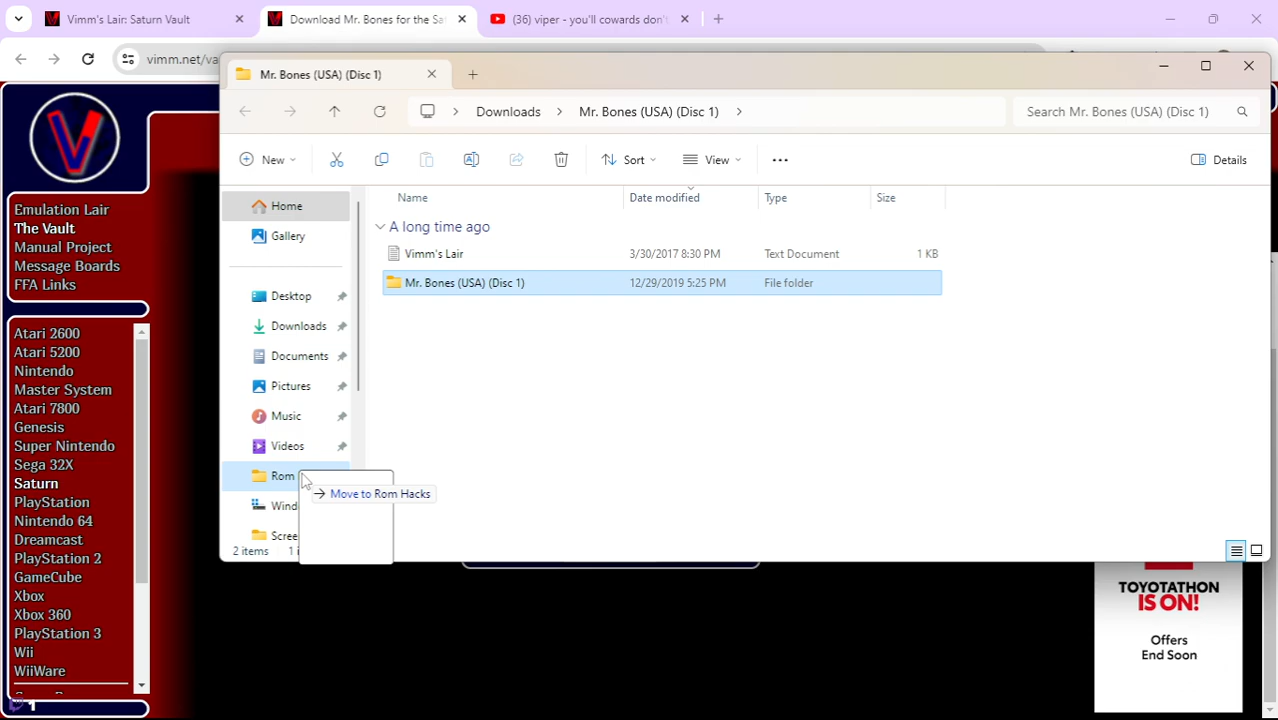 Vimm's Lair: Saturn Vault
Download Mr. Bones for the Sa
(36) viper - you'll cowards don't
vimm.net/va
Mr. Bones (USA) (Disc 1)
Downloads
Mr. Bones (USA) (Disc 1)
Search Mr. Bones (USA) (Disc 1)
New
Sort
View
Details
Home
Gallery
Desktop
Downloads
Documents
Pictures
Music
Videos
Rom
Wind
Scree
Name
Date modified
Type
Size
A long time ago
Vimm's Lair
3/30/2017 8:30 PM
Text Document
1 KB
Mr. Bones (USA) (Disc 1)
12/29/2019 5:25 PM
File folder
Move to Rom Hacks
2 items
1 i
V
Emulation Lair
The Vault
Manual Project
Message Boards
FFA Links
Atari 2600
Atari 5200
Nintendo
Master System
Atari 7800
Genesis
Super Nintendo
Sega 32X
Saturn
PlayStation
Nintendo 64
Dreamcast
PlayStation 2
GameCube
Xbox
Xbox 360
PlayStation 3
Wii
WiiWare
1
TOYOTATHON
IS ON!
Offers
End Soon